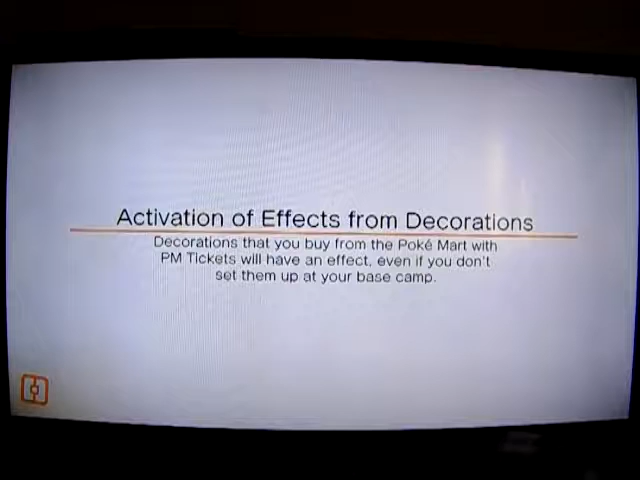 Activation of Effects from Decorations
Decorations that you buy from the Poké Mart with
PM Tickets will have an effect, even if you don't
set them up at your base camp.